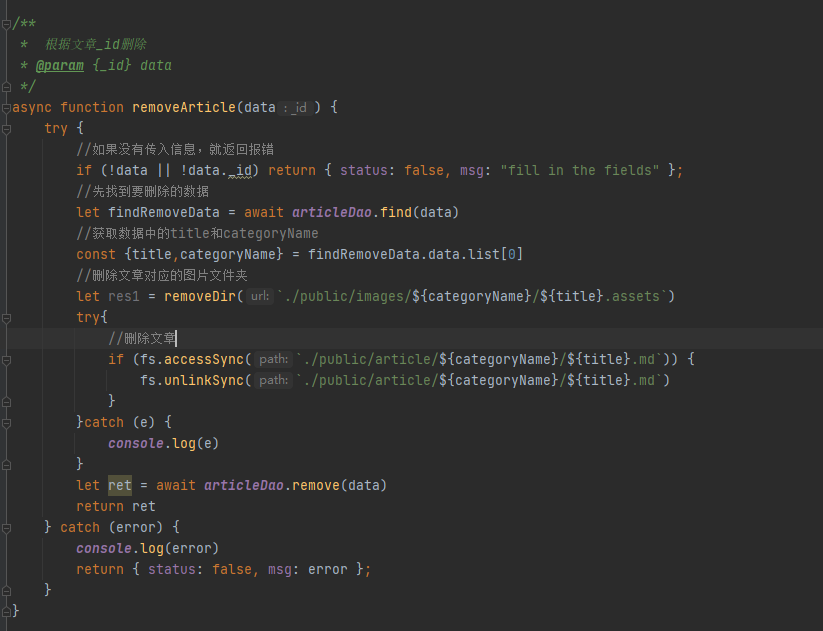 /**
 *  根据文章_id删除
 * @param {_id} data
 */
async function removeArticle(data : _id ) {
    try {
        //如果没有传入信息，就返回报错
        if (!data || !data._id) return { status: false, msg: "fill in the fields" };
        //先找到要删除的数据
        let findRemoveData = await articleDao.find(data)
        //获取数据中的title和categoryName
        const {title,categoryName} = findRemoveData.data.list[0]
        //删除文章对应的图片文件夹
        let res1 = removeDir( url: `./public/images/${categoryName}/${title}.assets`)
        try{
            //删除文章
            if (fs.accessSync( path: `./public/article/${categoryName}/${title}.md`)) {
                fs.unlinkSync( path: `./public/article/${categoryName}/${title}.md`)
            }
        }catch (e) {
            console.log(e)
        }
        let ret = await articleDao.remove(data)
        return ret
    } catch (error) {
        console.log(error)
        return { status: false, msg: error };
    }
}